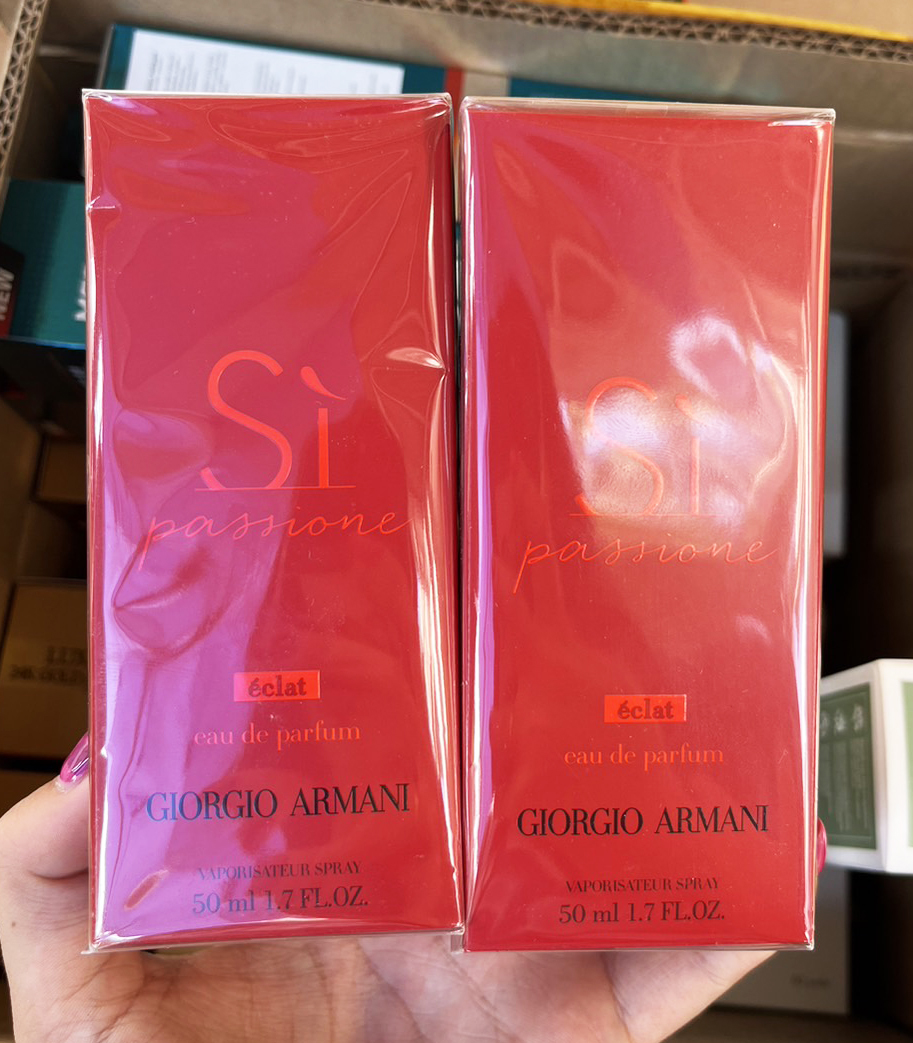 NEW
Sì
passione
éclat
eau de parfum
GIORGIO ARMANI
VAPORISATEUR SPRAY
50 ml 1.7 FL.OZ.
Sì
passione
éclat
eau de parfum
GIORGIO ARMANI
VAPORISATEUR SPRAY
50 ml 1.7 FL.OZ.